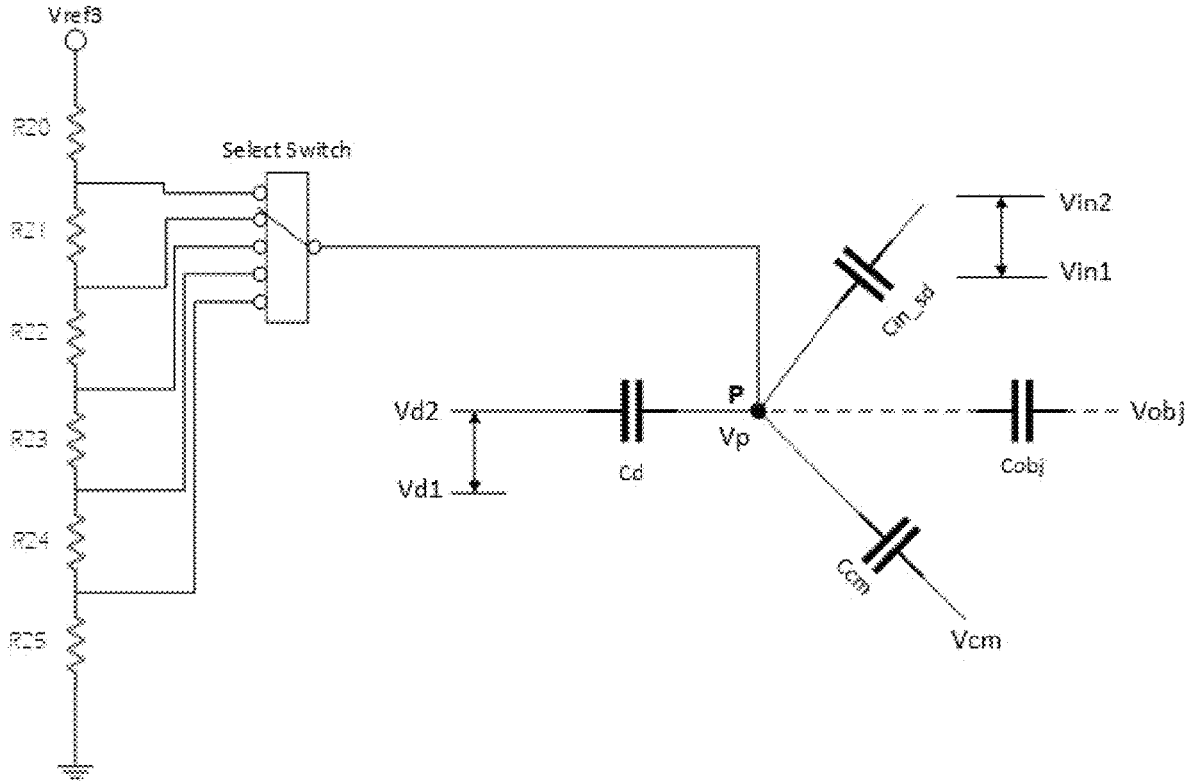 Vref3
R20
Select Switch
R21
Vin2
Vin1
R22
Can_sd
P
Vd2
Vp
Vobj
R23
Cd
Cobj
Vd1
R24
Ccm
R25
Vcm